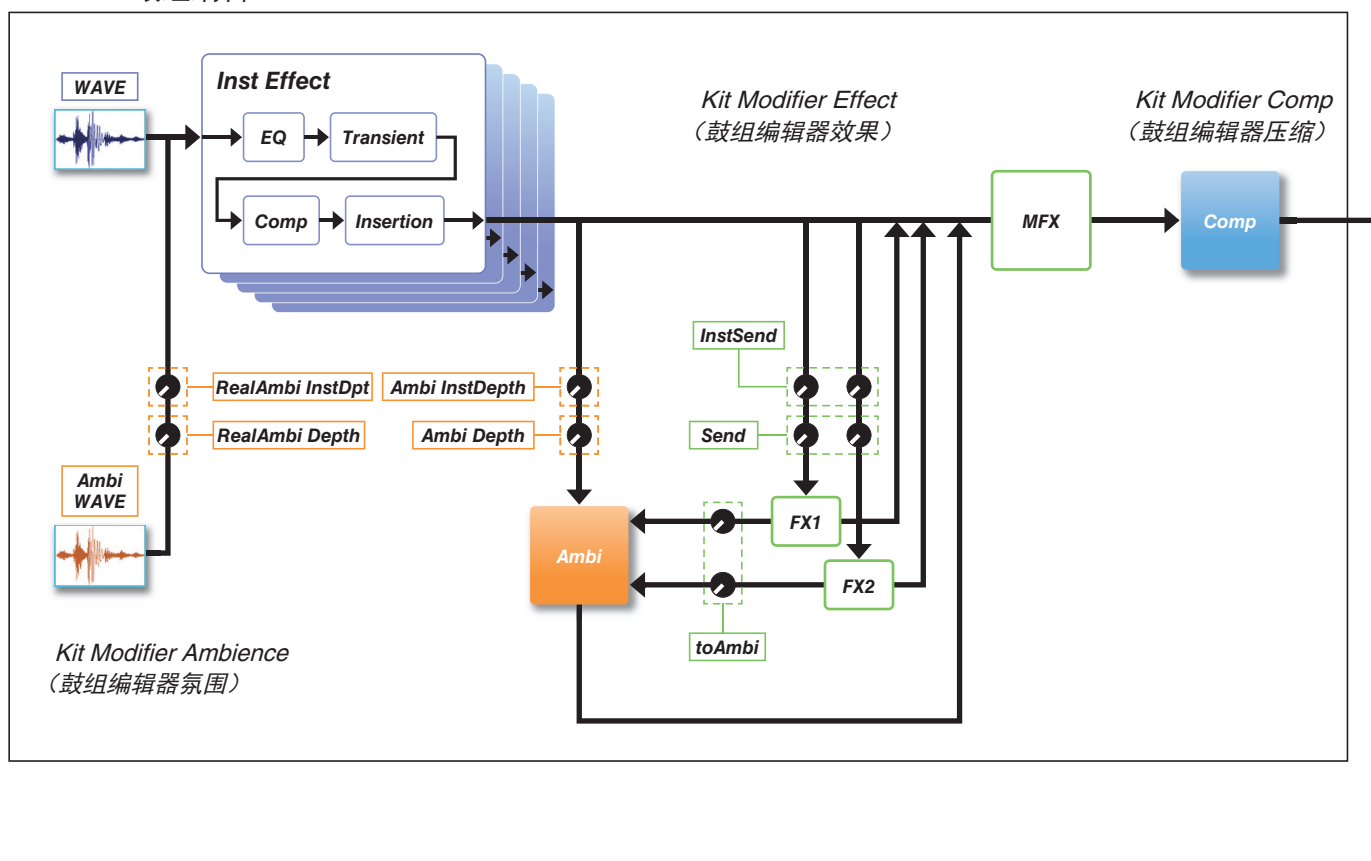 WAVE
Inst Effect
EQ
Transient
Comp
Insertion
Kit Modifier Effect
（鼓组编辑器效果）
Kit Modifier Comp
（鼓组编辑器压缩）
MFX
Comp
InstSend
RealAmbi InstDpt
Ambi InstDepth
RealAmbi Depth
Ambi Depth
Send
Ambi
WAVE
FX1
Ambi
FX2
toAmbi
Kit Modifier Ambience
（鼓组编辑器氛围）